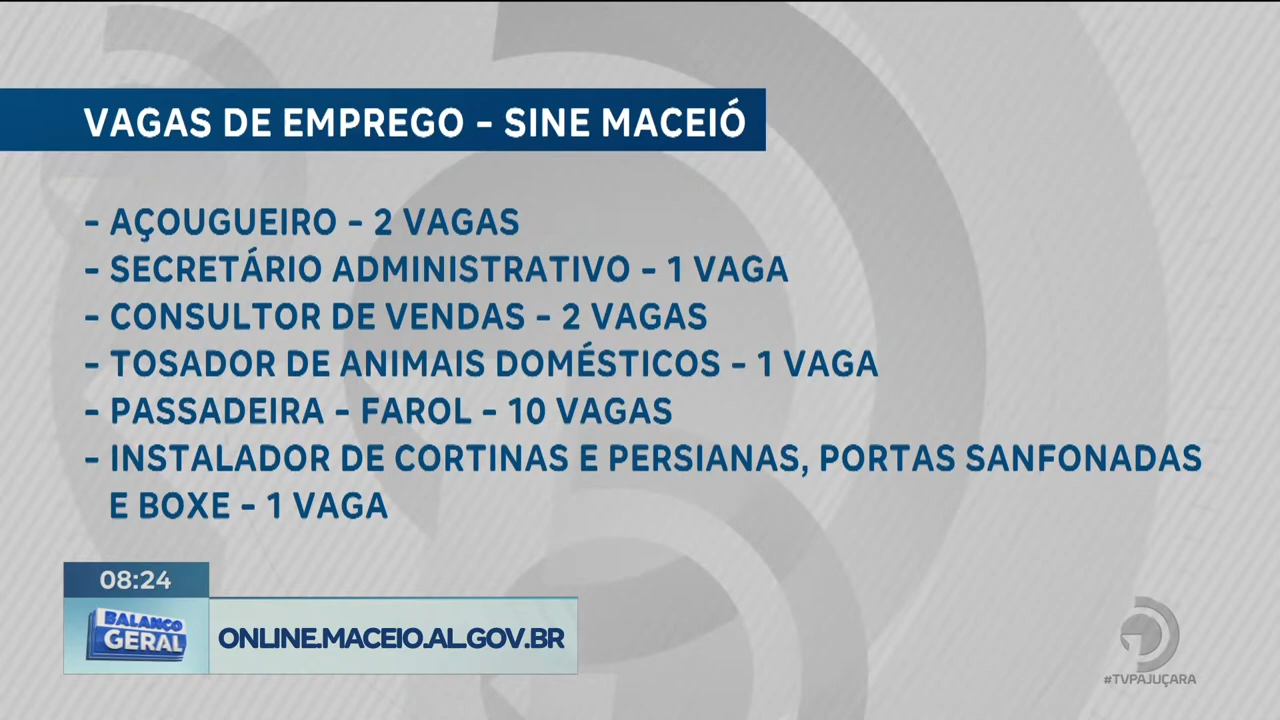 VAGAS DE EMPREGO - SINE MACEIÓ
- AÇOUGUEIRO - 2 VAGAS
- SECRETÁRIO ADMINISTRATIVO - 1 VAGA
- CONSULTOR DE VENDAS - 2 VAGAS
- TOSADOR DE ANIMAIS DOMÉSTICOS - 1 VAGA
- PASSADEIRA - FAROL - 10 VAGAS
- INSTALADOR DE CORTINAS E PERSIANAS, PORTAS SANFONADAS
E BOXE - 1 VAGA
08:24
BALANÇO
GERAL
ONLINE.MACEIO.AL.GOV.BR
#TVPAJUÇARA